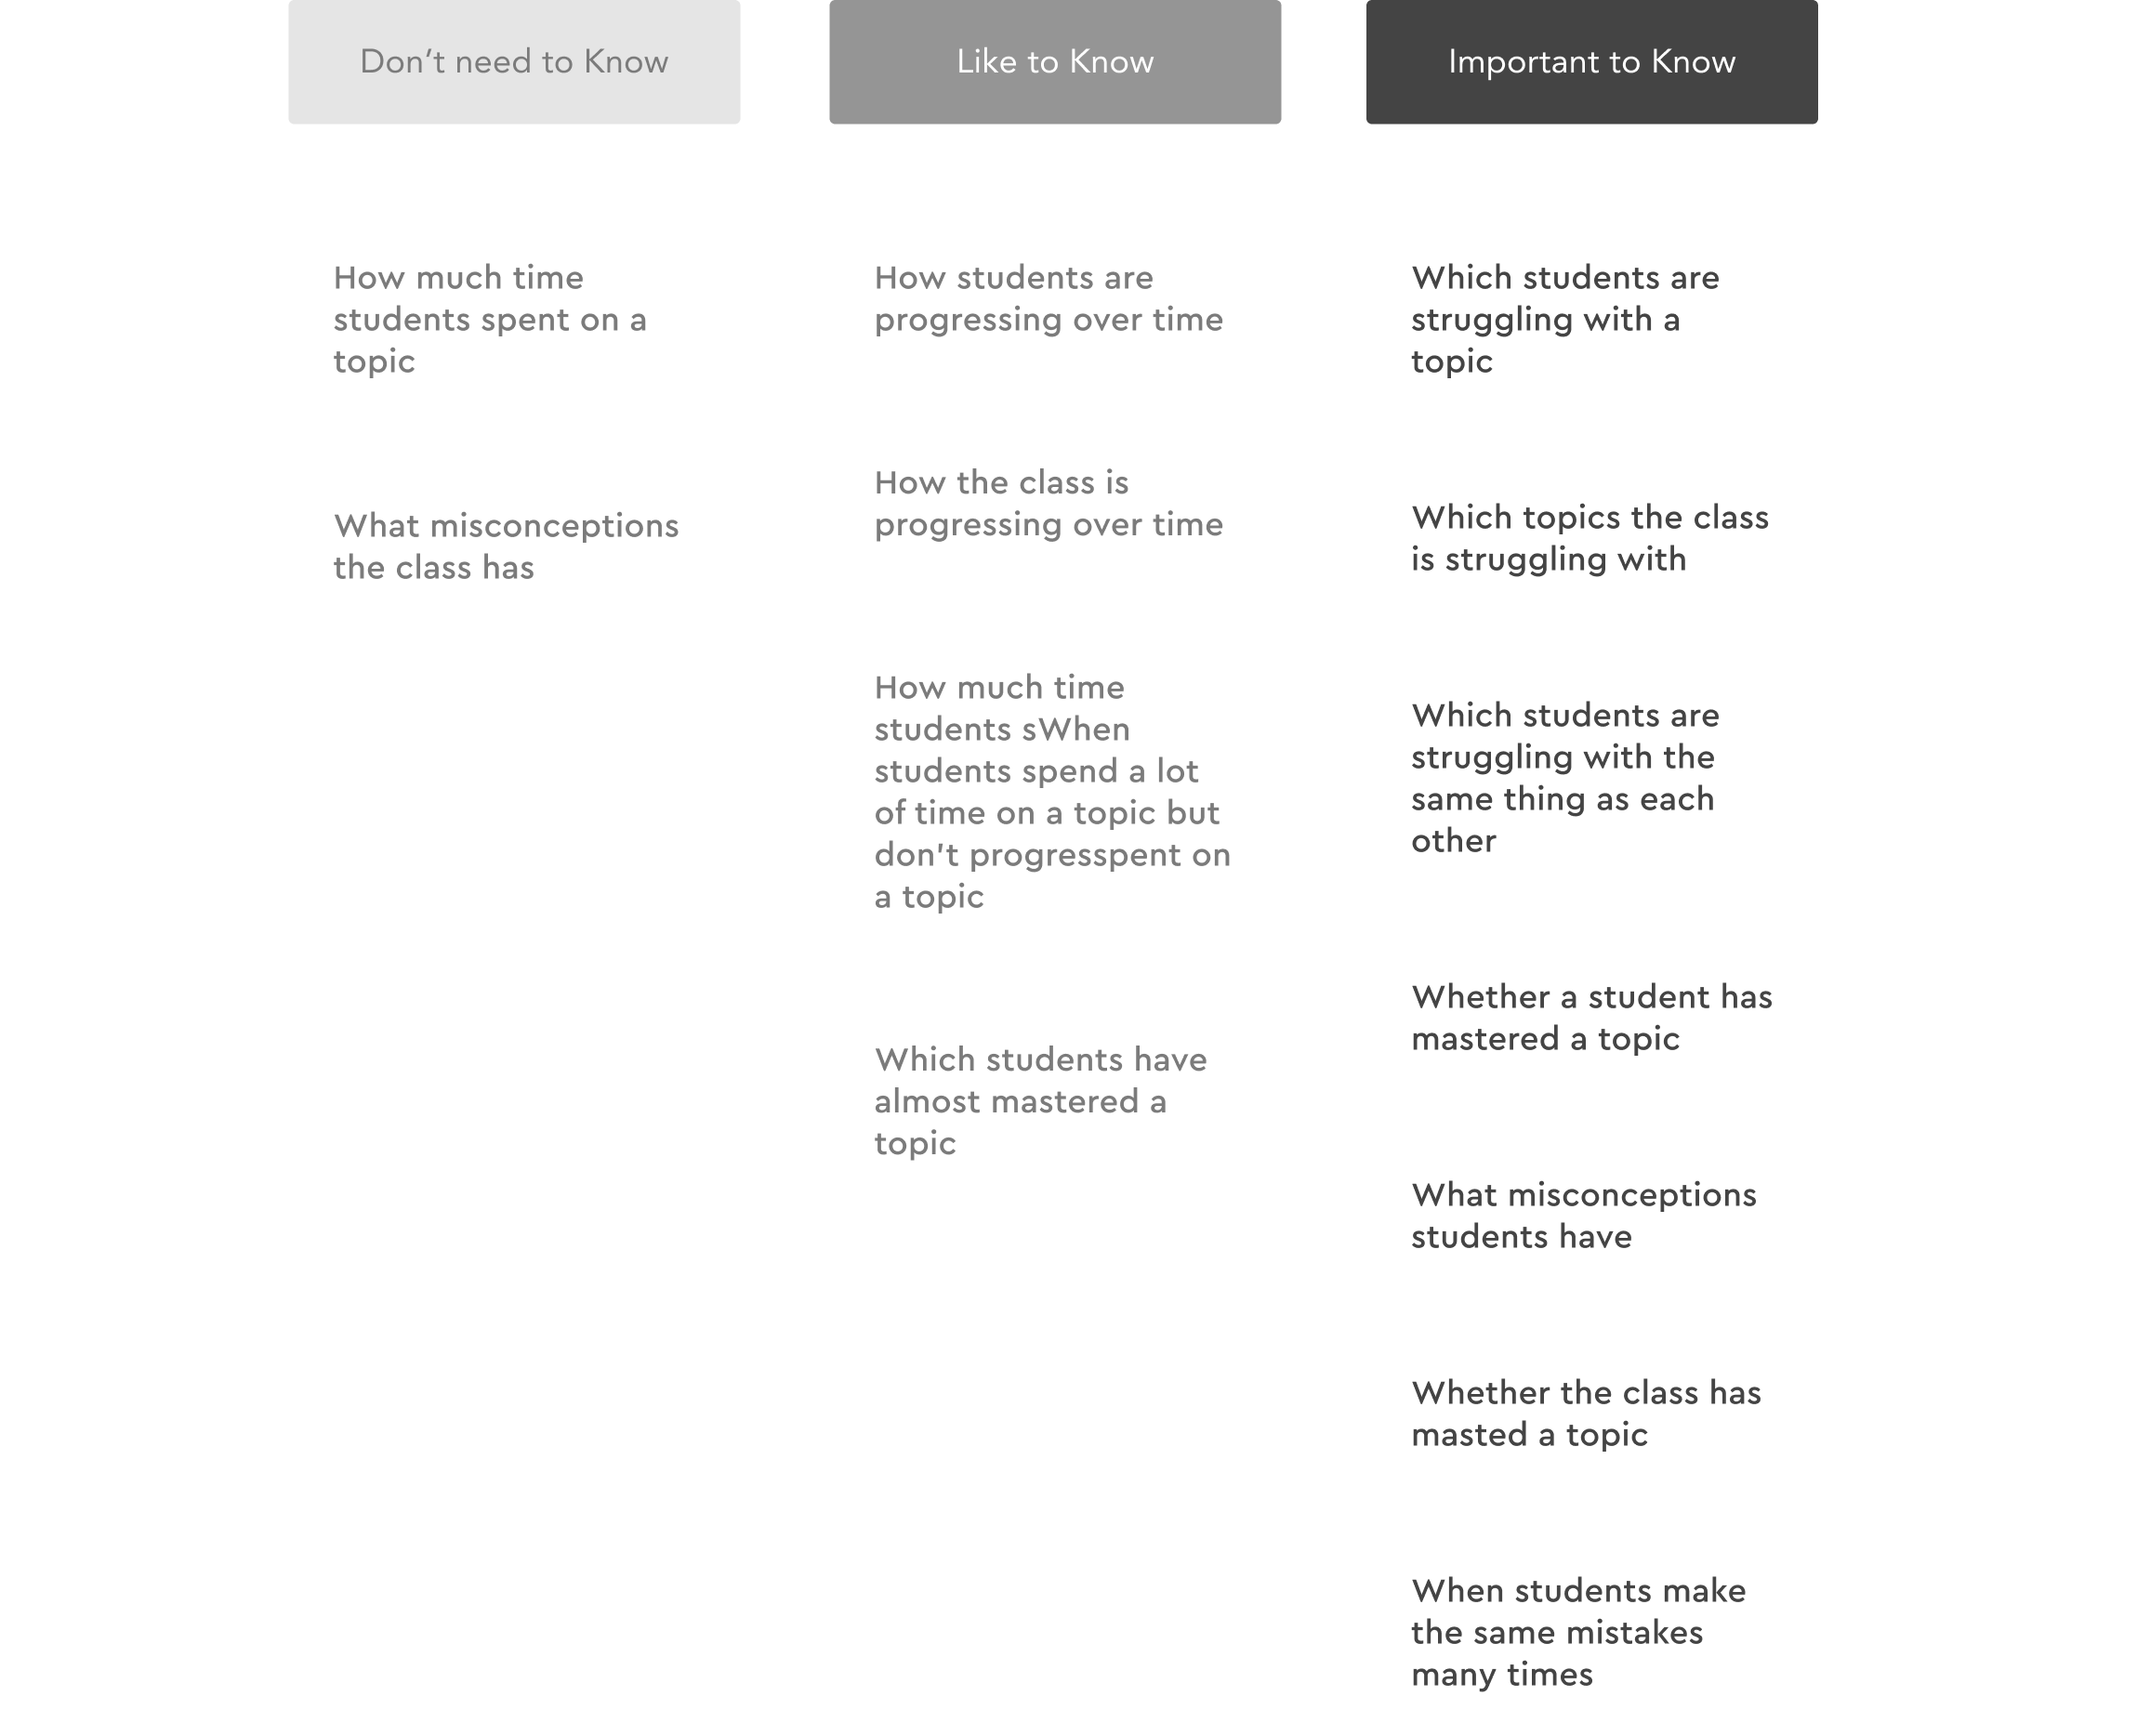 Don't need to Know
Like to Know
Important to Know
How much time
students spent on a
topic
What misconceptions
the class has
How students are
progressing over time
How the class is
progressing over time
How much time
students sWhen
students spend a lot
of time on a topic but
don't progresspent on
a topic
Which students have
almost mastered a
topic
Which students are
struggling with a
topic
Which topics the class
is struggling with
Which students are
struggling with the
same thing as each
other
Whether a student has
mastered a topic
What misconceptions
students have
Whether the class has
masted a topic
When students make
the same mistakes
many times